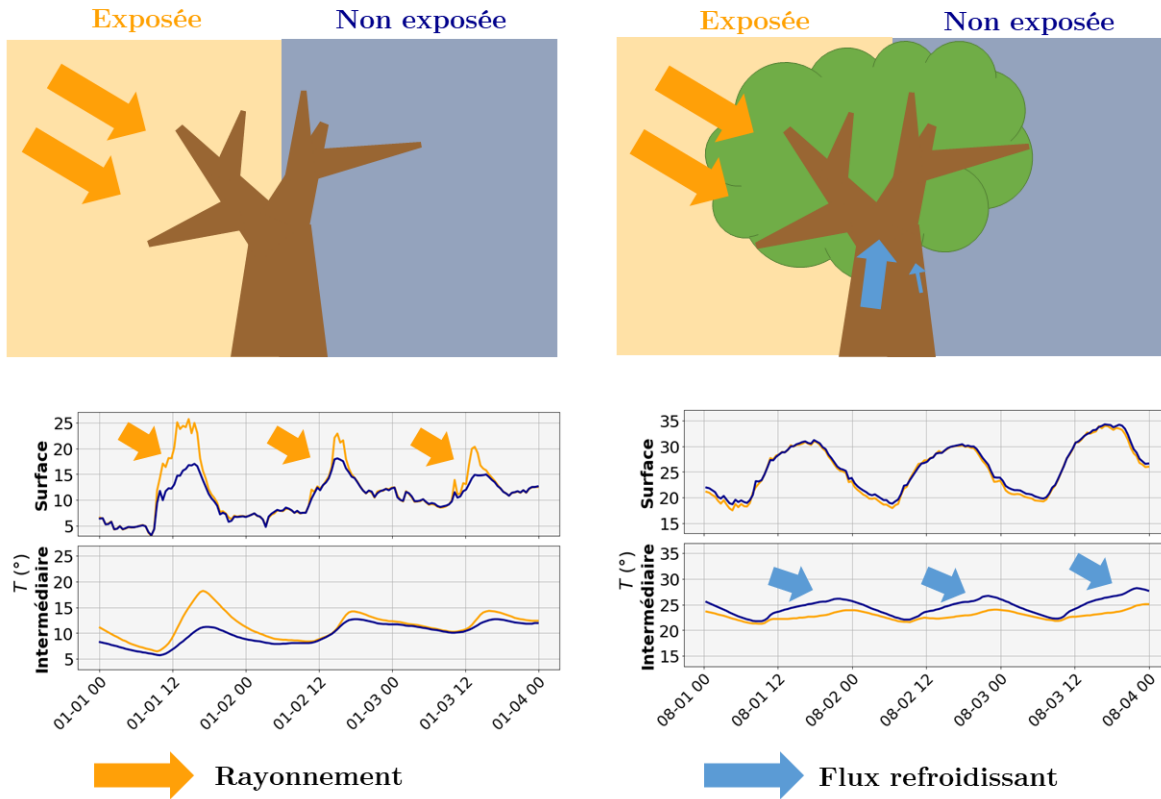 Exposée
Non exposée
Exposée
Non exposée
25
20
15
10
5
Surface
25
20
15
10
5
T (°)
Intermédiaire
01-01 00
01-01 12
01-02 00
01-02 12
01-03 00
01-03 12
01-04 00
35
30
25
20
15
Surface
35
30
25
20
15
T (°)
Intermédiaire
08-01 00
08-01 12
08-02 00
08-02 12
08-03 00
08-03 12
08-04 00
Rayonnement
Flux refroidissant